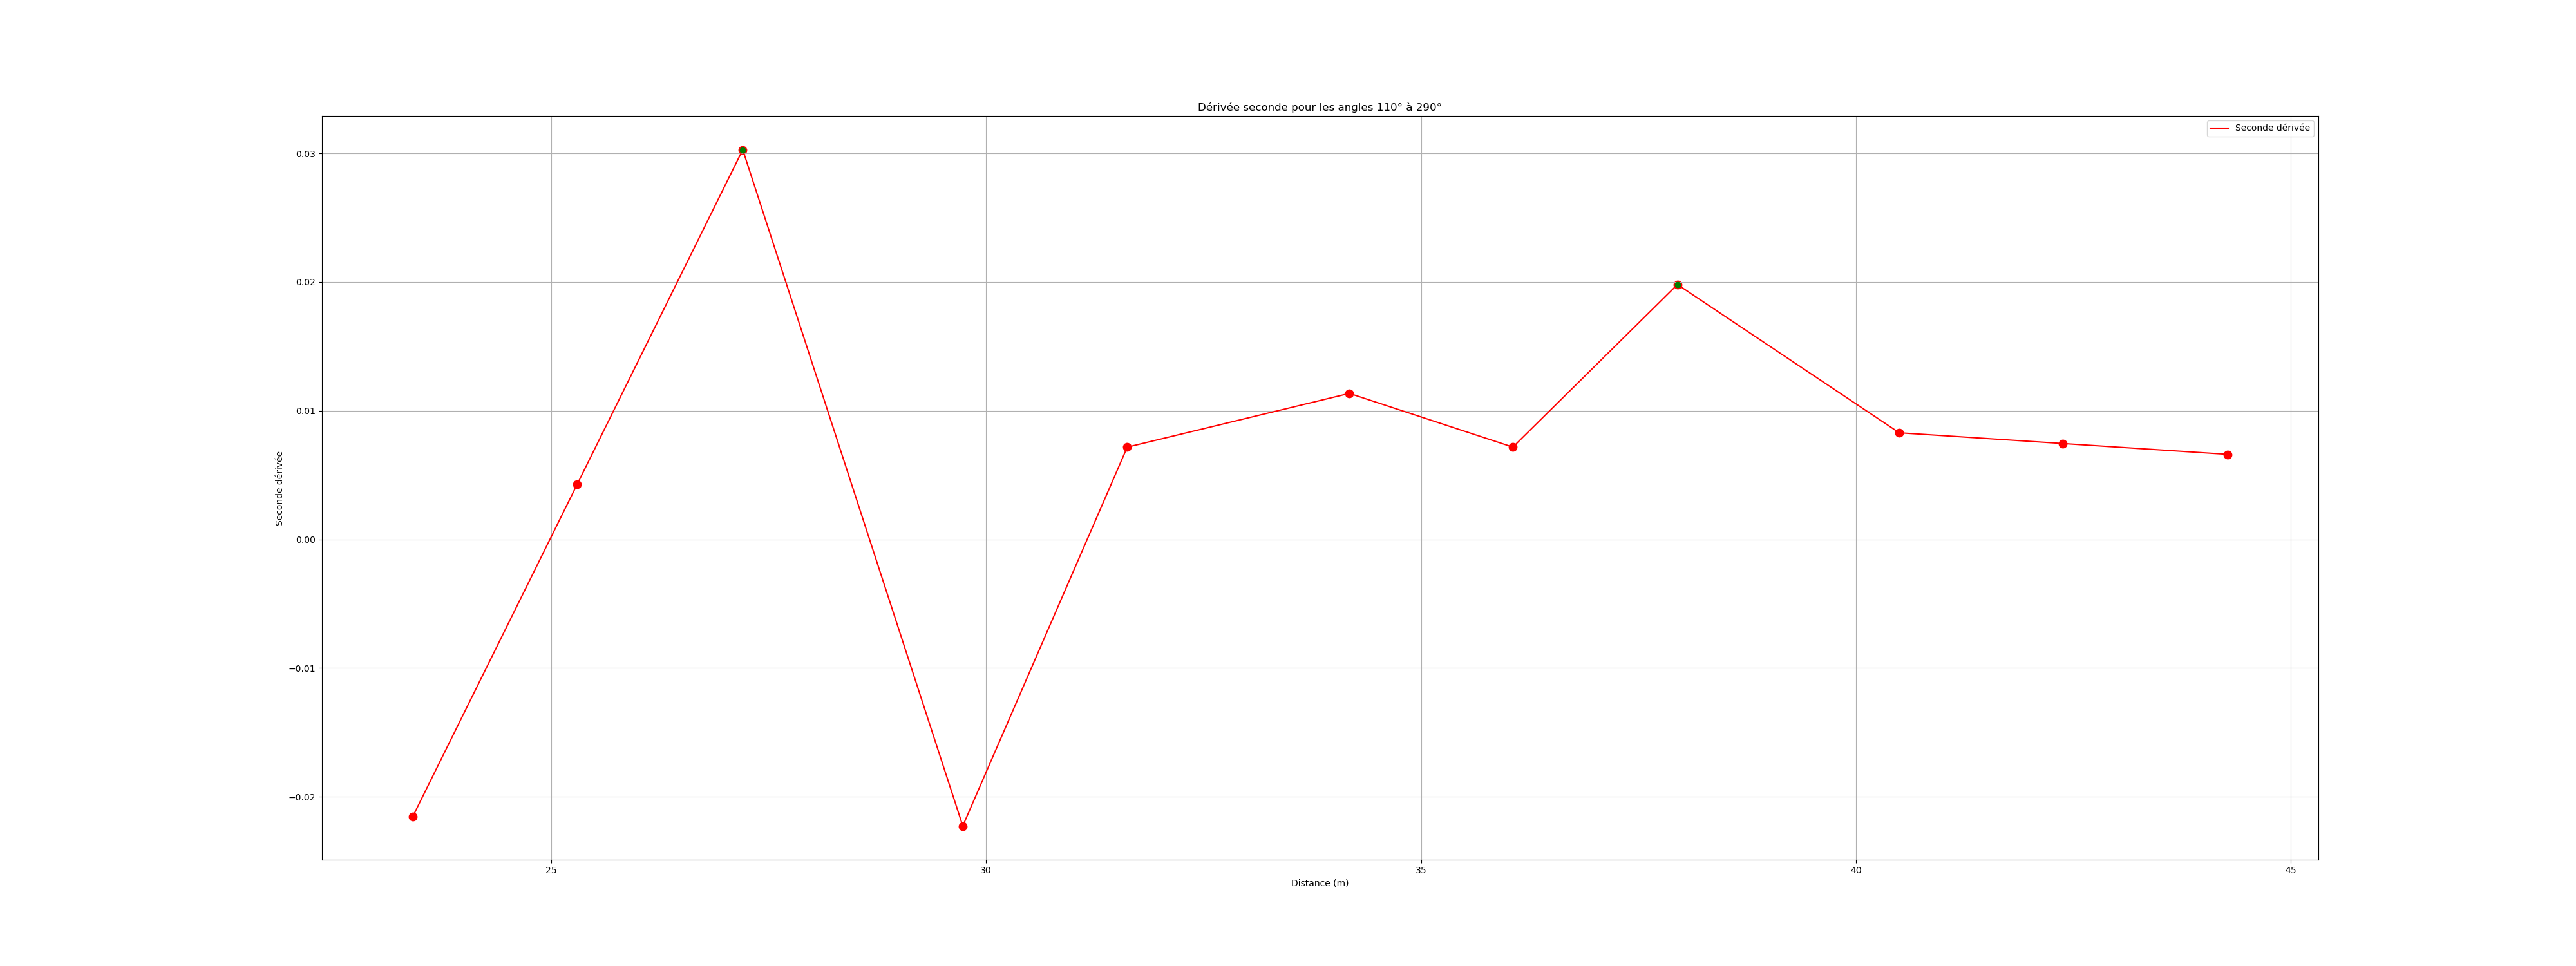 Dérivée seconde pour les angles 110° à 290°
Seconde dérivée
0.03
0.02
0.01
0.00
−0.01
−0.02
Seconde dérivée
25
30
35
40
45
Distance (m)